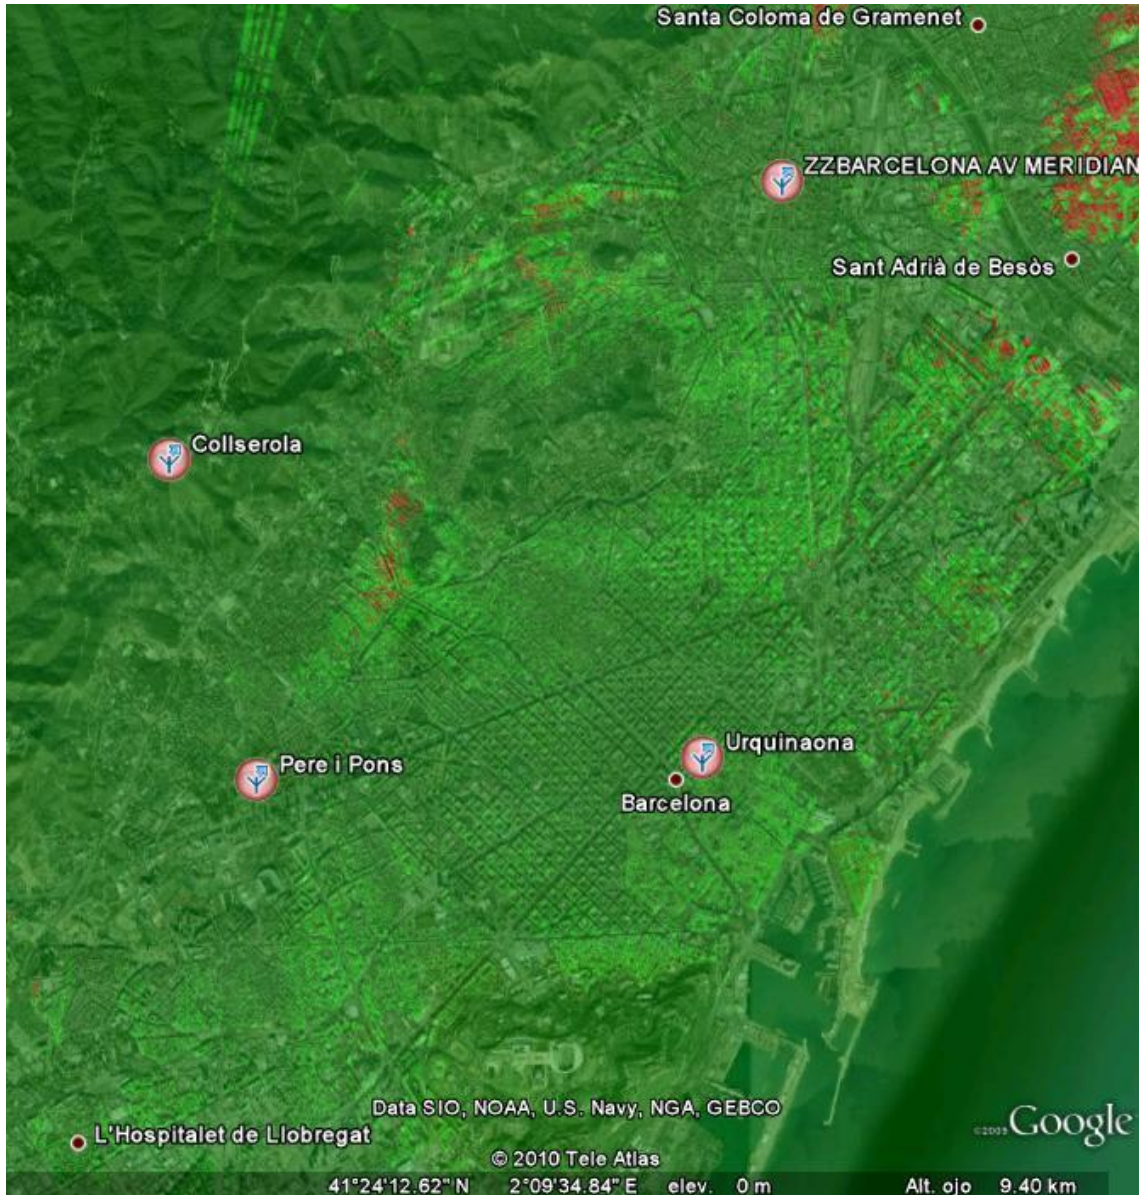 Santa Coloma de Gramenet
ZZBARCELONA AV MERIDIAN
Sant Adrià de Besòs
Collserola
Urquinaona
Pere i Pons
Barcelona
Data SIO, NOAA, U.S. Navy, NGA, GEBCO
©2009 Google
L'Hospitalet de Llobregat
© 2010 Tele Atlas
41°24'12.62" N 2°09'34.84" E elev. 0 m Alt. ojo 9.40 km